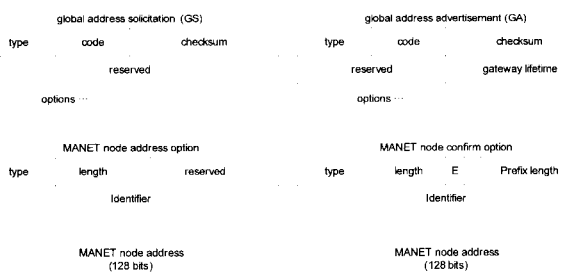 global address solicitation (GS)
type code checksum
reserved
options ...
global address advertisement (GA)
type code checksum
reserved gateway lifetime
options ...
MANET node address option
type length reserved
Identifier
MANET node address
(128 bits)
MANET node confirm option
type length E Prefix length
Identifier
MANET node address
(128 bits)